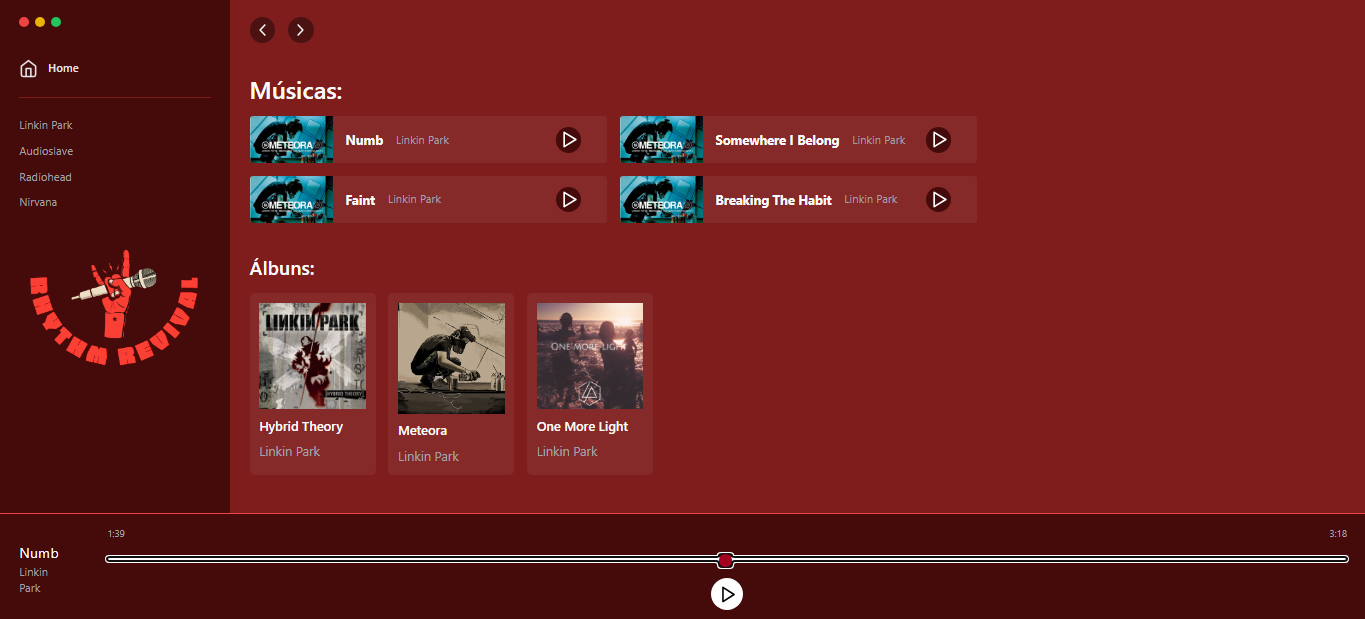 Home
Linkin Park
Audioslave
Radiohead
Nirvana
RHYTHM REVIVAL
Músicas:
METEORA
Numb Linkin Park
METEORA
Somewhere I Belong Linkin Park
METEORA
Faint Linkin Park
METEORA
Breaking The Habit Linkin Park
Álbuns:
LINKIN PARK
HYBRID THEORY
Hybrid Theory
Linkin Park
Meteora
Linkin Park
ONE MORE LIGHT
One More Light
Linkin Park
1:39
3:18
Numb
Linkin
Park